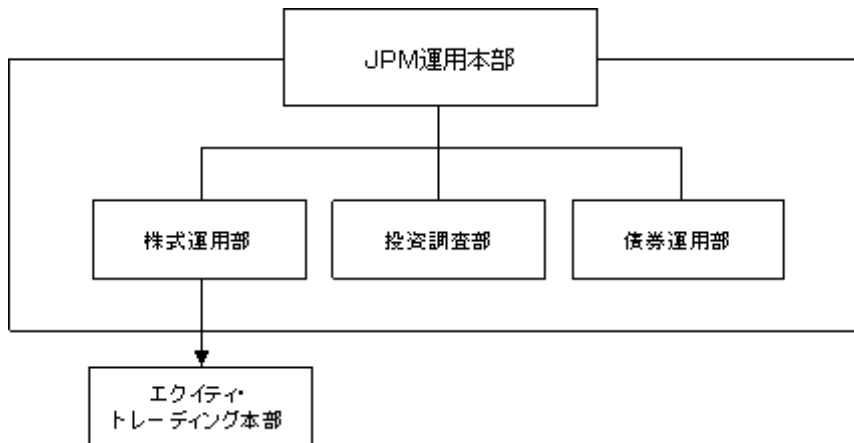 JPM運用本部
株式運用部
投資調査部
債券運用部
エクイティ・
トレーディング本部